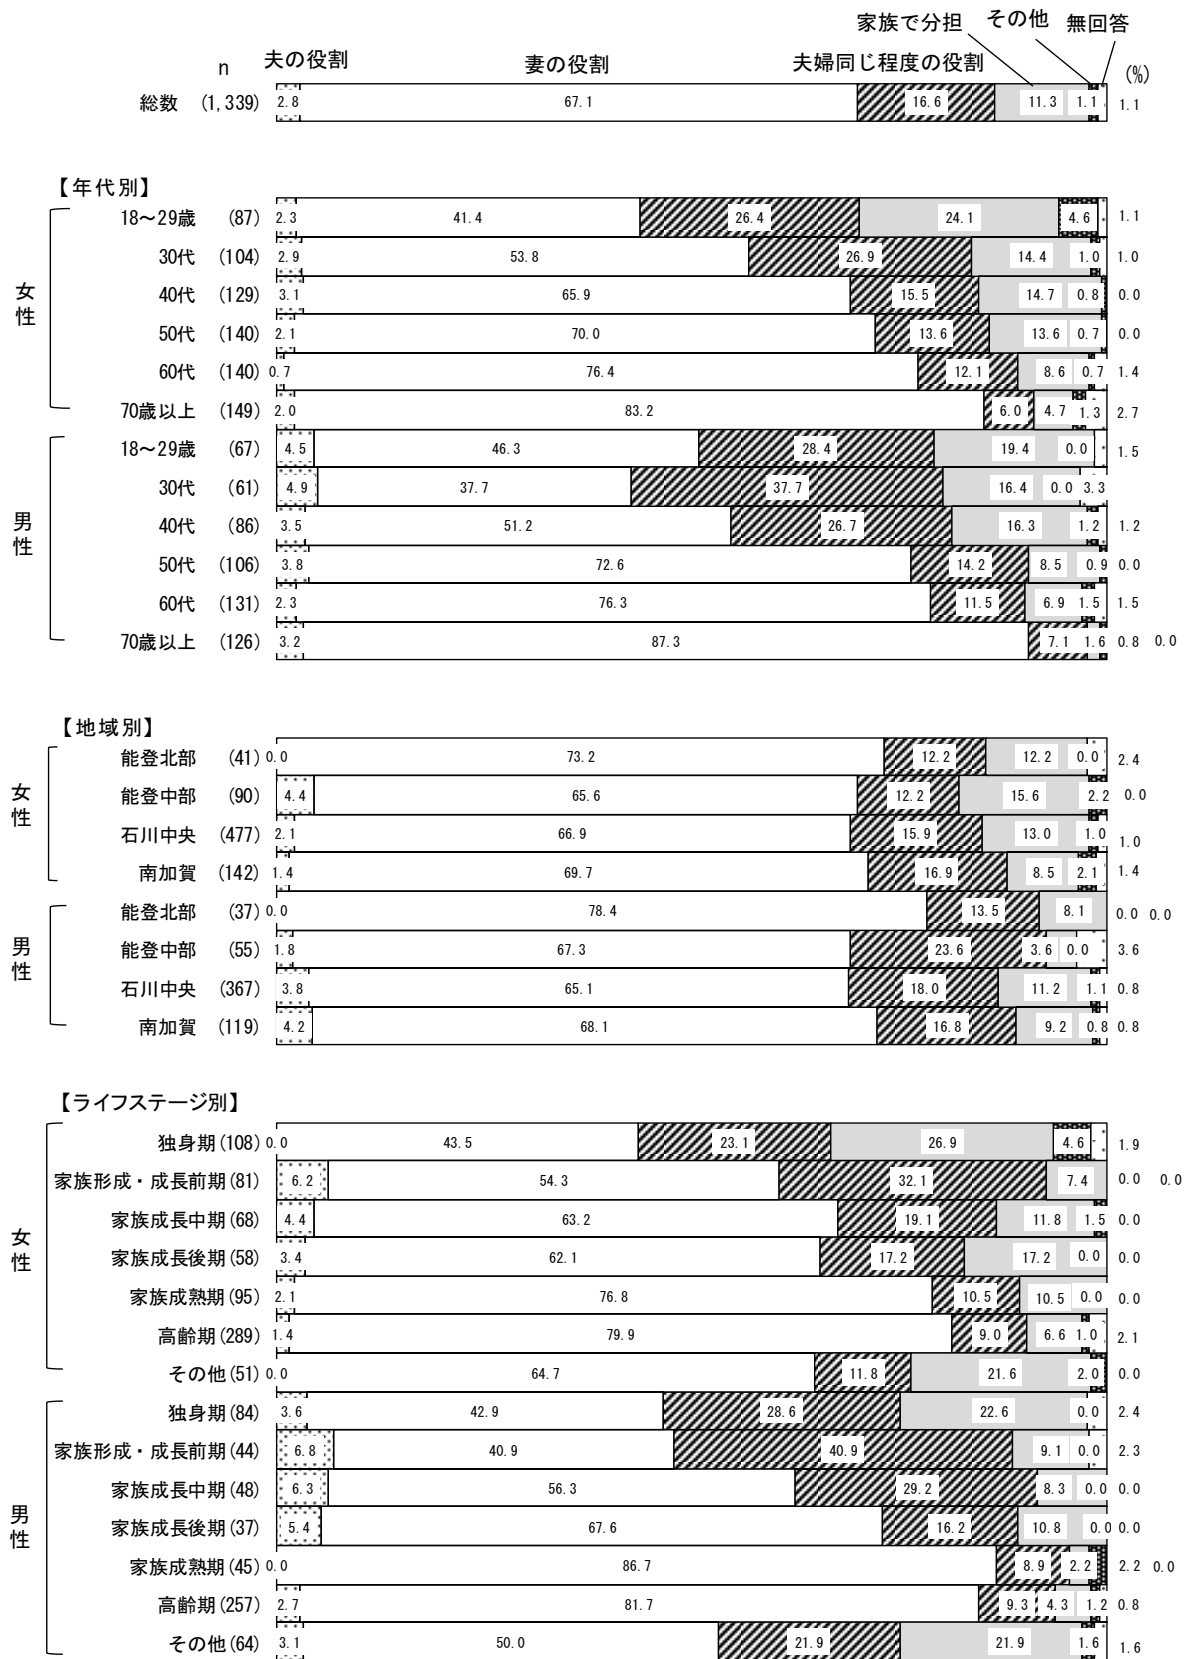 家族で分担 その他 無回答
n 夫の役割 妻の役割 夫婦同じ程度の役割 (%)
総数 (1,339) 2.8 67.1 16.6 11.3 1.1 1.1
【年代別】
女性
18～29歳 (87) 2.3 41.4 26.4 24.1 4.6 1.1
30代 (104) 2.9 53.8 26.9 14.4 1.0 1.0
40代 (129) 3.1 65.9 15.5 14.7 0.8 0.0
50代 (140) 2.1 70.0 13.6 13.6 0.7 0.0
60代 (140) 0.7 76.4 12.1 8.6 0.7 1.4
70歳以上 (149) 2.0 83.2 6.0 4.7 1.3 2.7
男性
18～29歳 (67) 4.5 46.3 28.4 19.4 0.0 1.5
30代 (61) 4.9 37.7 37.7 16.4 0.0 3.3
40代 (86) 3.5 51.2 26.7 16.3 1.2 1.2
50代 (106) 3.8 72.6 14.2 8.5 0.9 0.0
60代 (131) 2.3 76.3 11.5 6.9 1.5 1.5
70歳以上 (126) 3.2 87.3 7.1 1.6 0.8 0.0
【地域別】
女性
能登北部 (41) 0.0 73.2 12.2 12.2 0.0 2.4
能登中部 (90) 4.4 65.6 12.2 15.6 2.2 0.0
石川中央 (477) 2.1 66.9 15.9 13.0 1.0 1.0
南加賀 (142) 1.4 69.7 16.9 8.5 2.1 1.4
男性
能登北部 (37) 0.0 78.4 13.5 8.1 0.0 0.0
能登中部 (55) 1.8 67.3 23.6 3.6 0.0 3.6
石川中央 (367) 3.8 65.1 18.0 11.2 1.1 0.8
南加賀 (119) 4.2 68.1 16.8 9.2 0.8 0.8
【ライフステージ別】
女性
独身期(108) 0.0 43.5 23.1 26.9 4.6 1.9
家族形成・成長前期(81) 6.2 54.3 32.1 7.4 0.0 0.0
家族成長中期(68) 4.4 63.2 19.1 11.8 1.5 0.0
家族成長後期(58) 3.4 62.1 17.2 17.2 0.0 0.0
家族成熟期(95) 2.1 76.8 10.5 10.5 0.0 0.0
高齢期(289) 1.4 79.9 9.0 6.6 1.0 2.1
その他(51) 0.0 64.7 11.8 21.6 2.0 0.0
男性
独身期(84) 3.6 42.9 28.6 22.6 0.0 2.4
家族形成・成長前期(44) 6.8 40.9 40.9 9.1 0.0 2.3
家族成長中期(48) 6.3 56.3 29.2 8.3 0.0 0.0
家族成長後期(37) 5.4 67.6 16.2 10.8 0.0 0.0
家族成熟期(45) 0.0 86.7 8.9 2.2 2.2 0.0
高齢期(257) 2.7 81.7 9.3 4.3 1.2 0.8
その他(64) 3.1 50.0 21.9 21.9 1.6 1.6